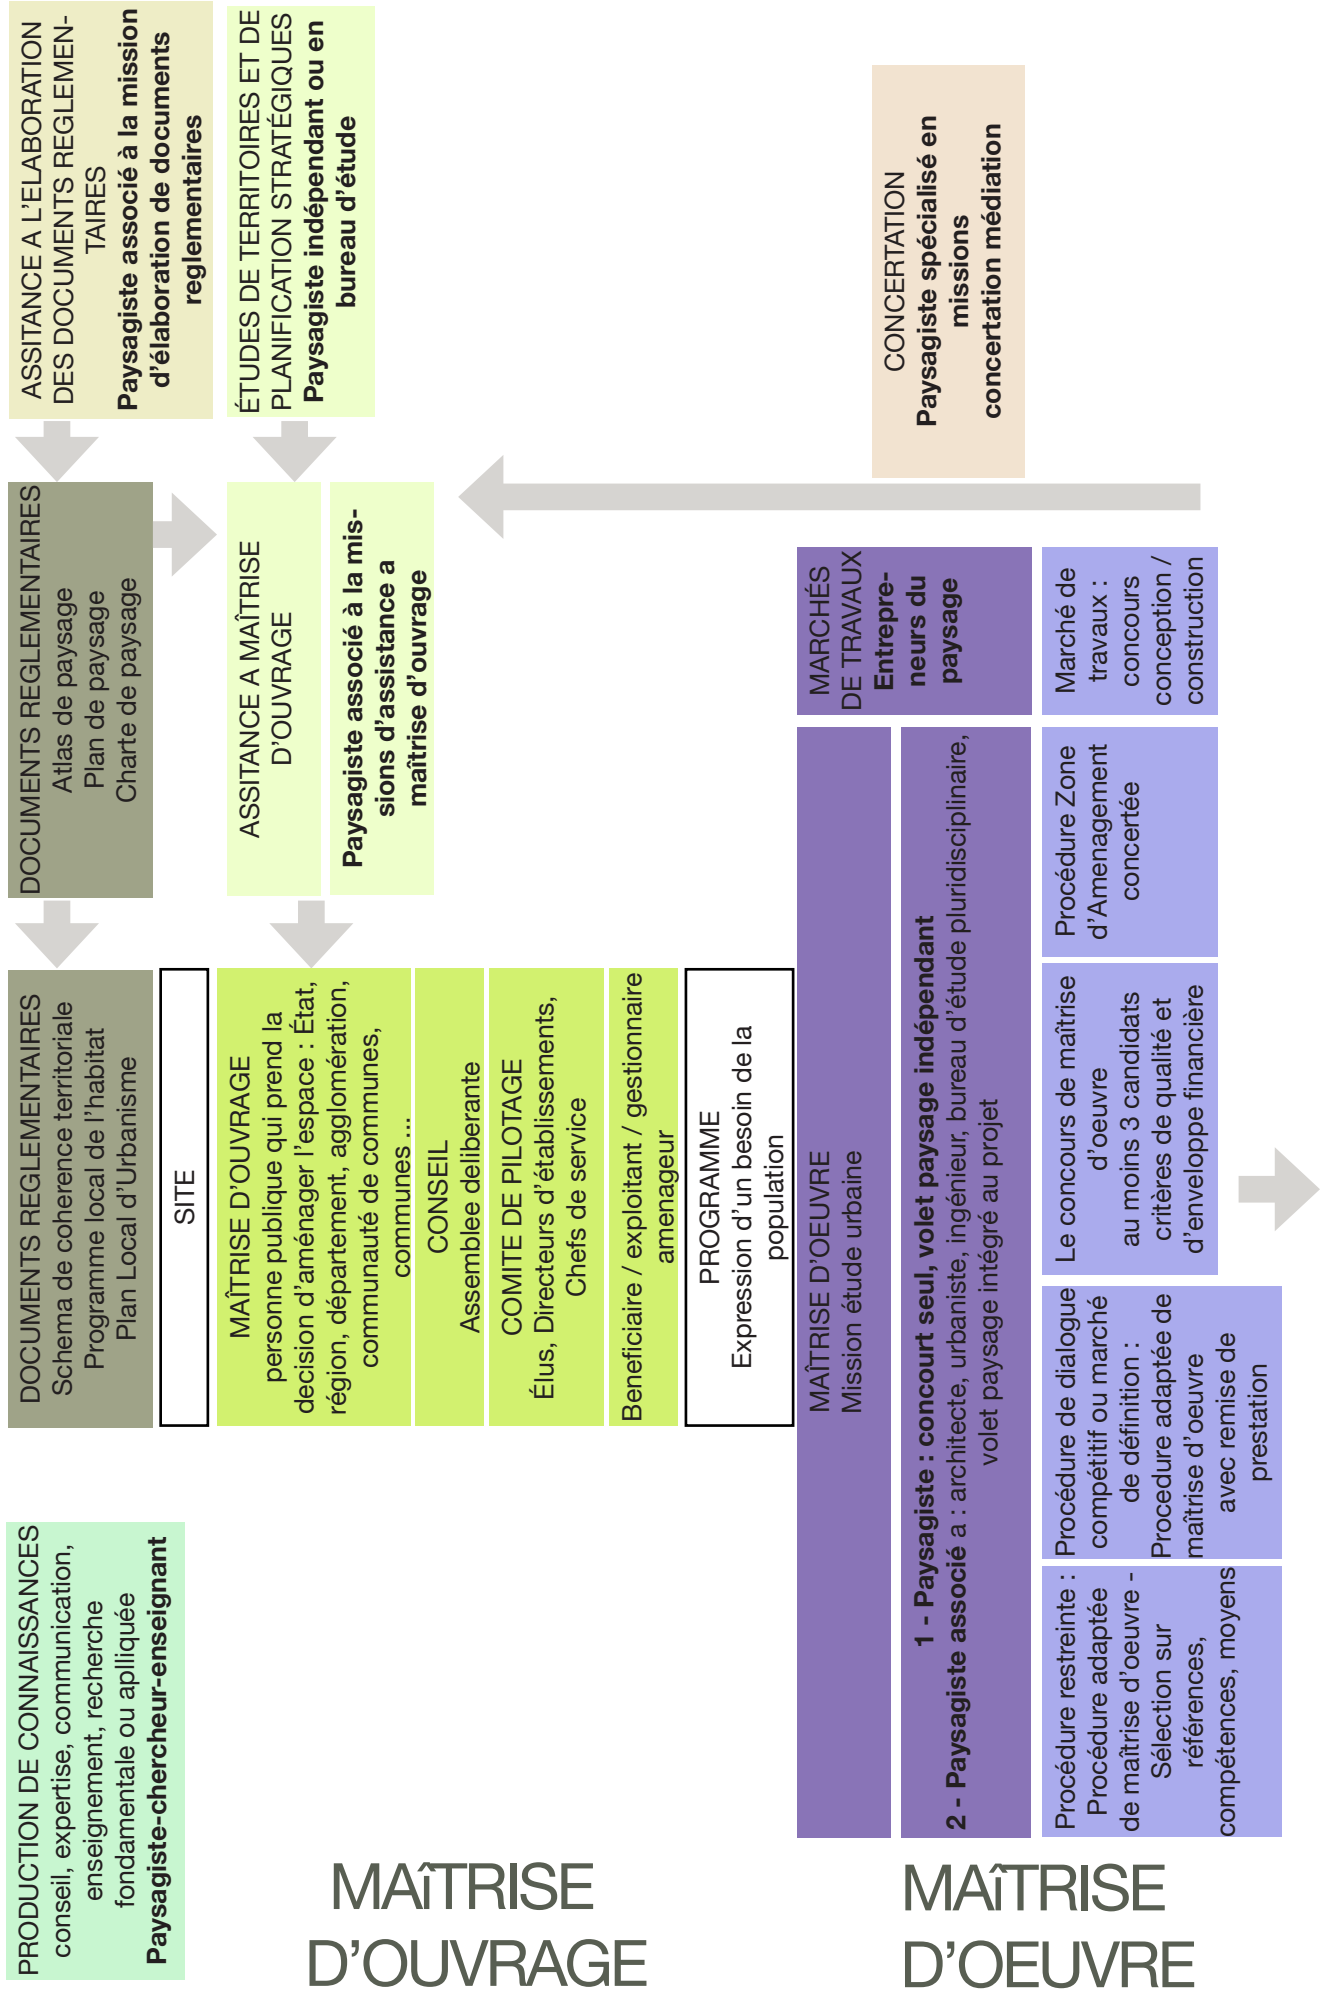 PRODUCTION DE CONNAISSANCES
conseil, expertise, communication,
enseignement, recherche
fondamentale ou apliquée
Paysagiste-chercheur-enseignant
DOCUMENTS REGLEMENTAIRES
Schema de coherence territoriale
Programme local de l'habitat
Plan Local d'Urbanisme
DOCUMENTS REGLEMENTAIRES
Atlas de paysage
Plan de paysage
Charte de paysage
ASSITANCE A L'ELABORATION
DES DOCUMENTS REGLEMEN-
TAIRES
Paysagiste associé à la mission
d'élaboration de documents
reglementaires
SITE
MAÎTRISE D'OUVRAGE
MAÎTRISE D'OUVRAGE
personne publique qui prend la
decision d'aménager l'espace : État,
région, département, agglomération,
communauté de communes,
communes ...
ASSITANCE A MAÎTRISE
D'OUVRAGE
Paysagiste associé à la mis-
sions d'assistance a
maîtrise d'ouvrage
ÉTUDES DE TERRITOIRES ET DE
PLANIFICATION STRATÉGIQUES
Paysagiste indépendant ou en
bureau d'étude
CONSEIL
Assemblee deliberante
COMITE DE PILOTAGE
Élus, Directeurs d'établissements,
Chefs de service
Beneficiaire / exploitant / gestionnaire
amenageur
PROGRAMME
Expression d'un besoin de la
population
CONCERTATION
Paysagiste spécialisé en
missions
concertation médiation
MAÎTRISE
D'OEUVRE
MAÎTRISE D'OEUVRE
Mission étude urbaine
1 - Paysagiste : concourt seul, volet paysage indépendant
2 - Paysagiste associé a : architecte, urbaniste, ingénieur, bureau d'étude pluridisciplinaire,
volet paysage intégré au projet
MARCHÉS
DE TRAVAUX
Entrepre-
neurs du
paysage
Procédure restreinte :
Procédure adaptée
de maîtrise d'oeuvre -
Sélection sur
références,
compétences, moyens
Procédure de dialogue
compétitif ou marché
de définition :
Procedure adaptée de
maîtrise d'oeuvre
avec remise de
prestation
Le concours de maîtrise
d'oeuvre
au moins 3 candidats
critères de qualité et
d'enveloppe financière
Procédure Zone
d'Amenagement
concertée
Marché de
travaux :
concours
conception /
construction